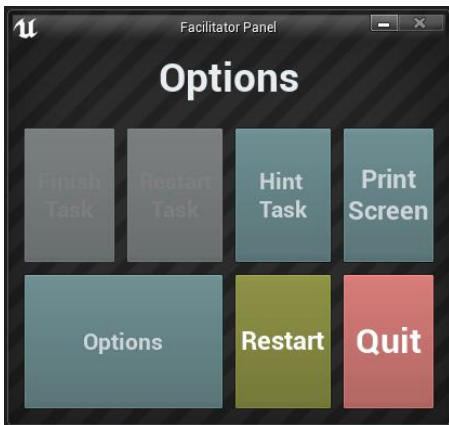 Facilitator Panel
Options
Finish
Task
Restart
Task
Hint
Task
Print
Screen
Options
Restart
Quit